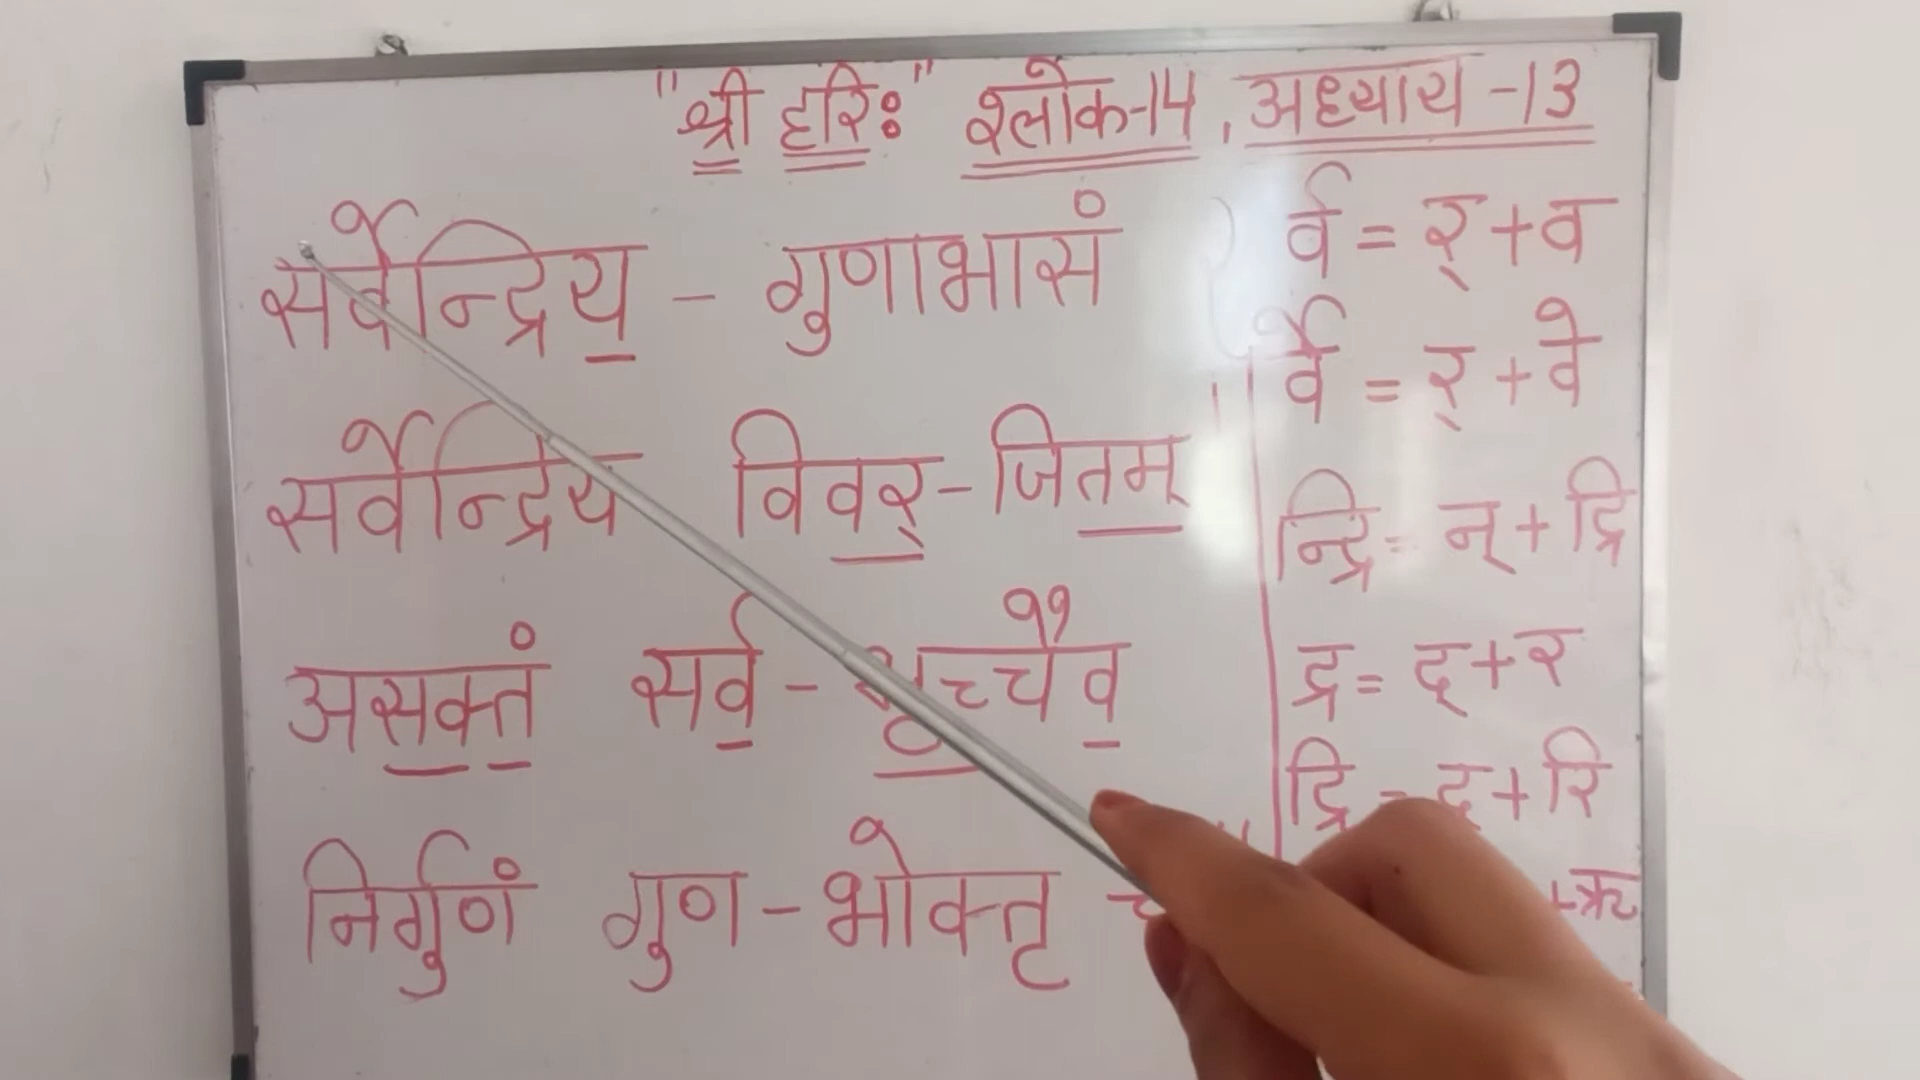 "श्री हरिः" श्लोक-14, अध्याय -13
सर्वेन्द्रिय - गुणाभासं
सर्वेन्द्रिय विवर्-जितम् ।
असक्तं सर्व - च्चैव
निर्गुणं गुण - भोक्तृ
र्व = र् + व
र्वे = र् + वे
न्द्रि = न् + द्रि
द्र = द् + र
द्रि = द् + रि
+ऋ